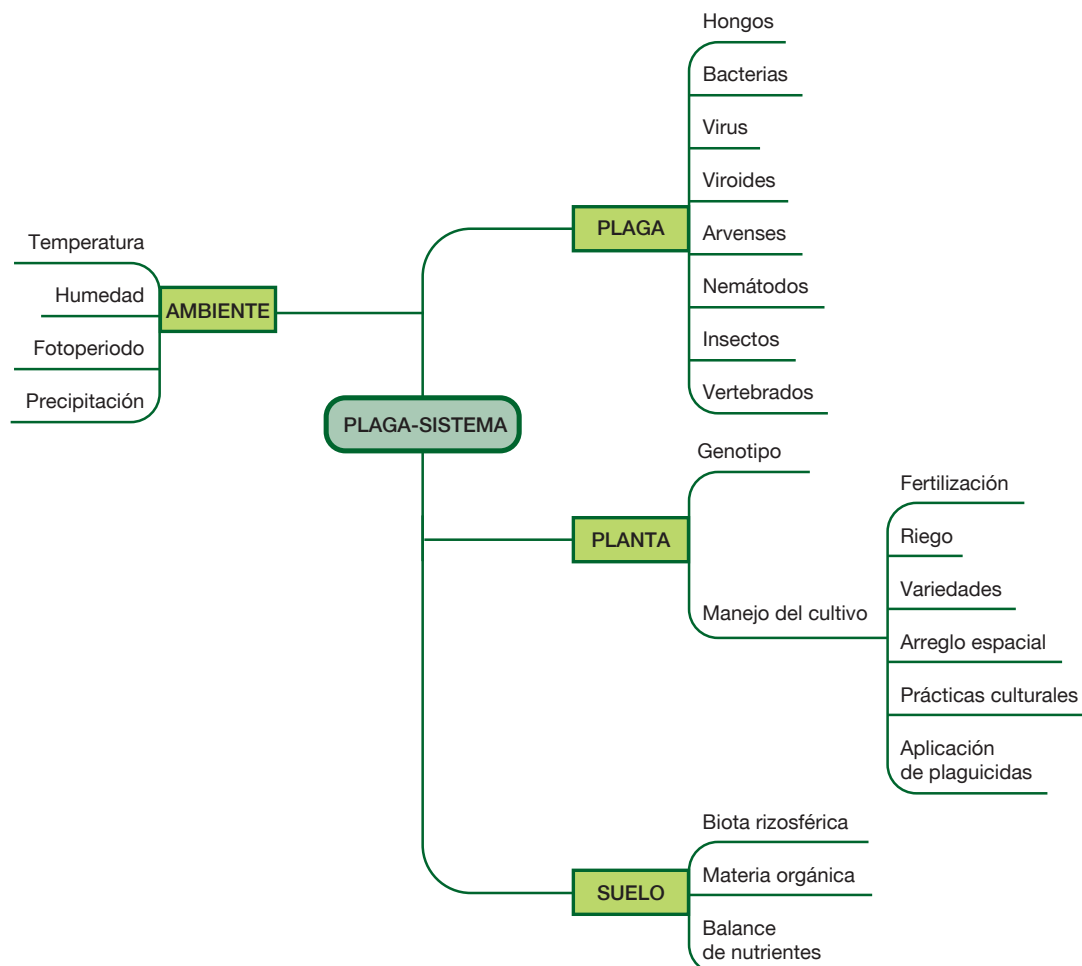 Hongos
Bacterias
Virus
Viroides
PLAGA
Arvenses
Nemátodos
Insectos
Vertebrados
Temperatura
Humedad
AMBIENTE
Fotoperiodo
Precipitación
PLAGA-SISTEMA
Genotipo
PLANTA
Manejo del cultivo
Fertilización
Riego
Variedades
Arreglo espacial
Prácticas culturales
Aplicación
de plaguicidas
Biota rizosférica
Materia orgánica
SUELO
Balance
de nutrientes